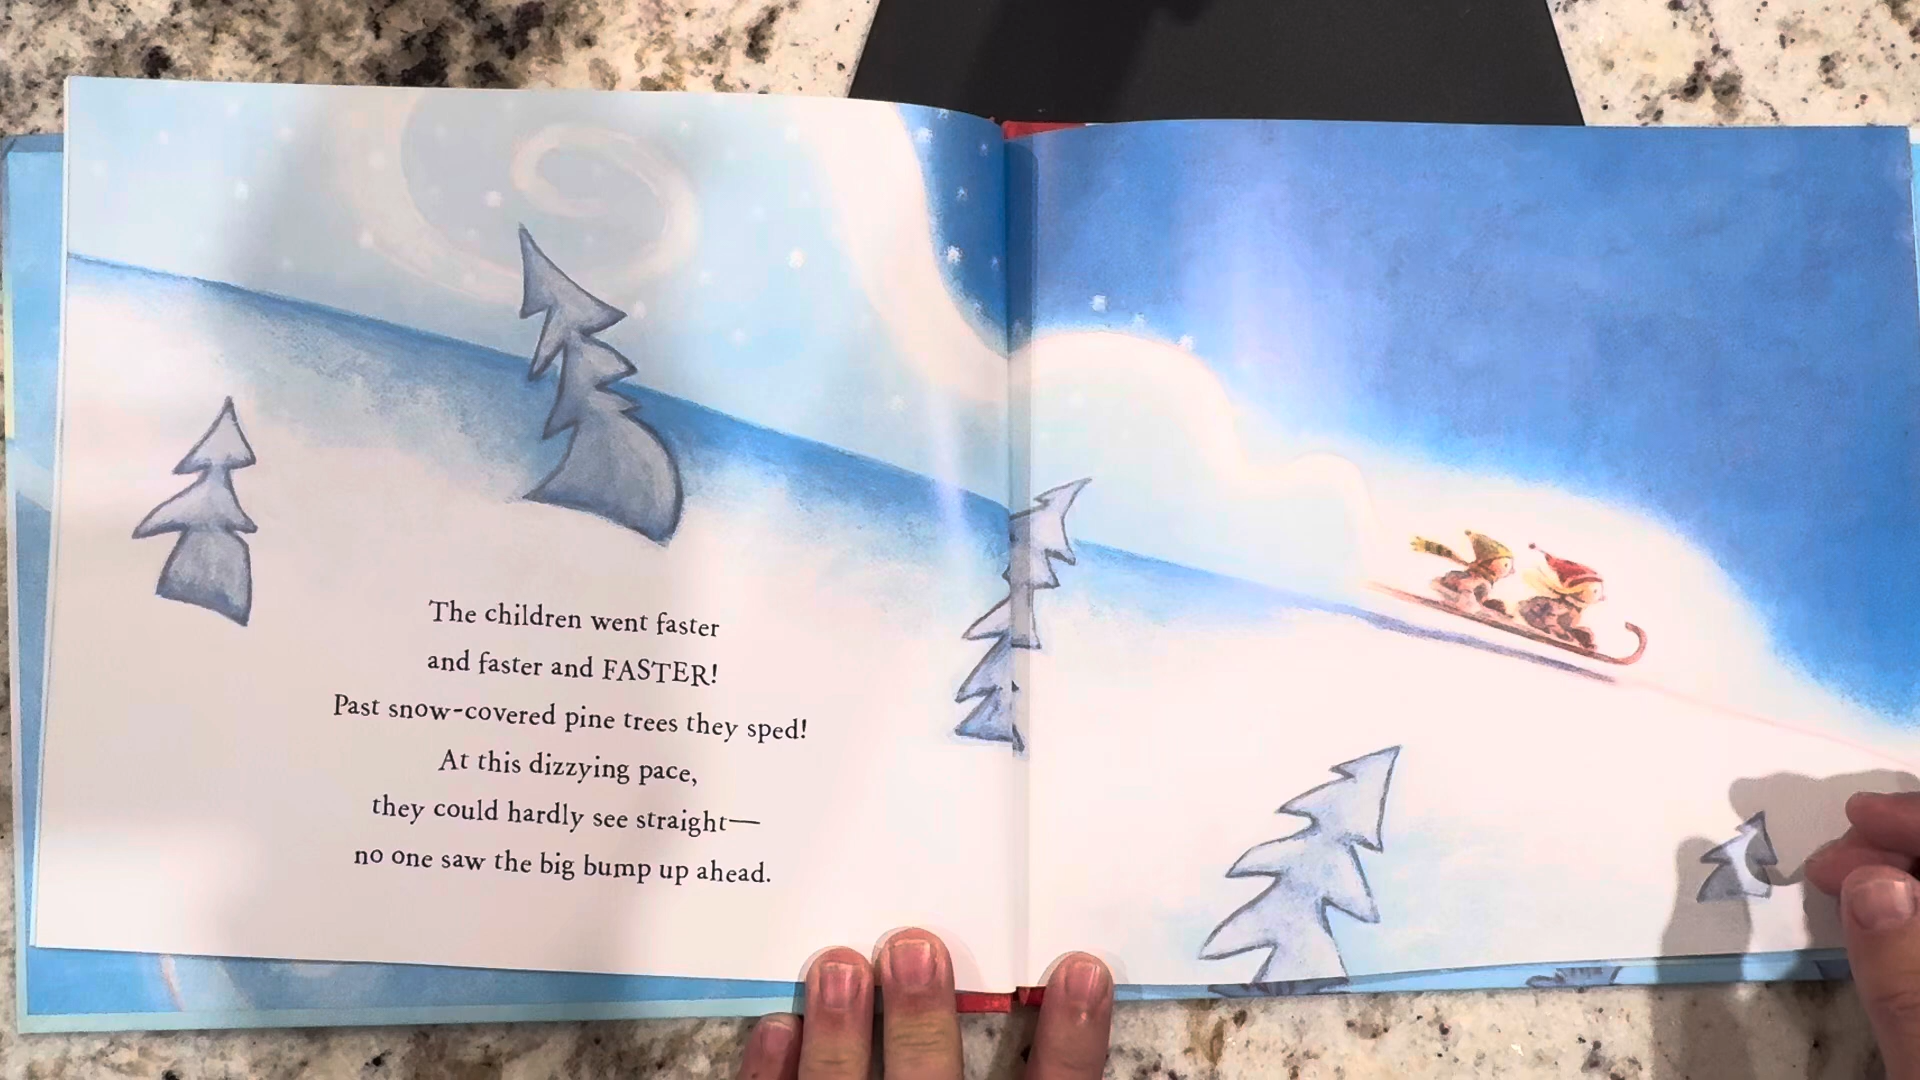 The children went faster
and faster and FASTER!
Past snow-covered pine trees they sped!
At this dizzying pace,
they could hardly see straight—
no one saw the big bump up ahead.